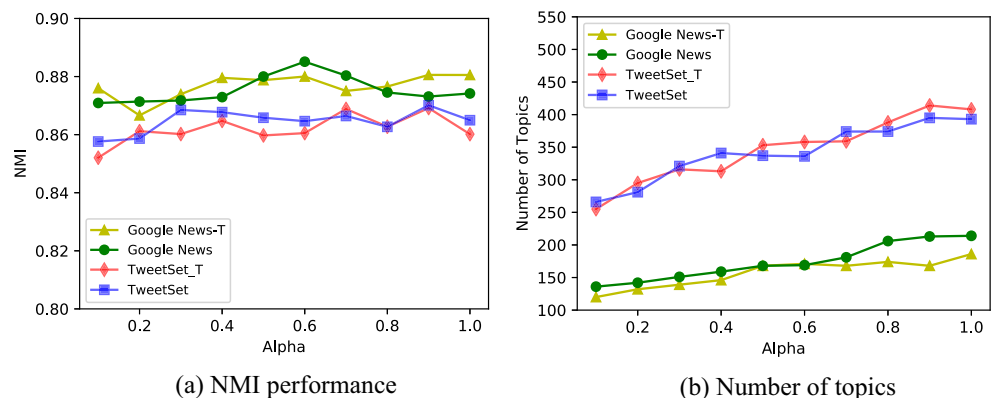 0.90
0.88
0.86
0.84
0.82
0.80
NMI
Google News-T
Google News
TweetSet_T
TweetSet
0.2 0.4 0.6 0.8 1.0
Alpha
(a) NMI performance
550
500
450
400
350
300
250
200
150
100
Number of Topics
Google News-T
Google News
TweetSet_T
TweetSet
0.2 0.4 0.6 0.8 1.0
Alpha
(b) Number of topics